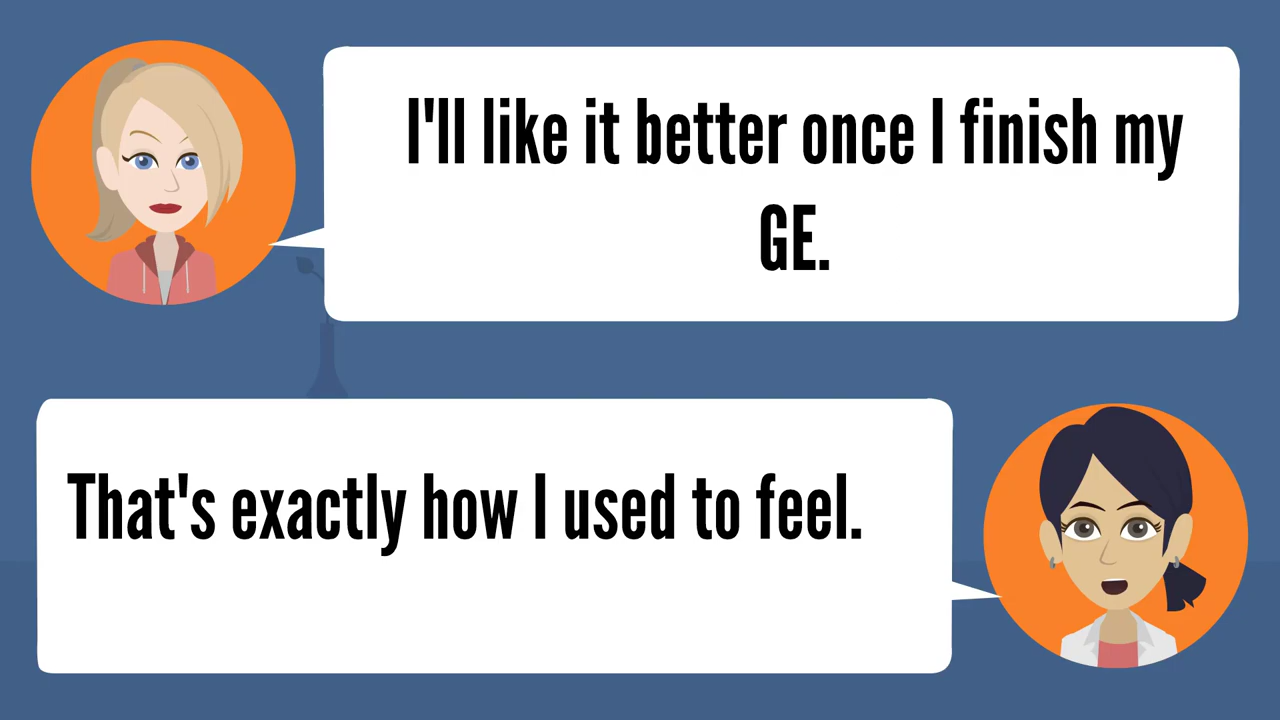 I'll like it better once I finish my
GE.
That's exactly how I used to feel.